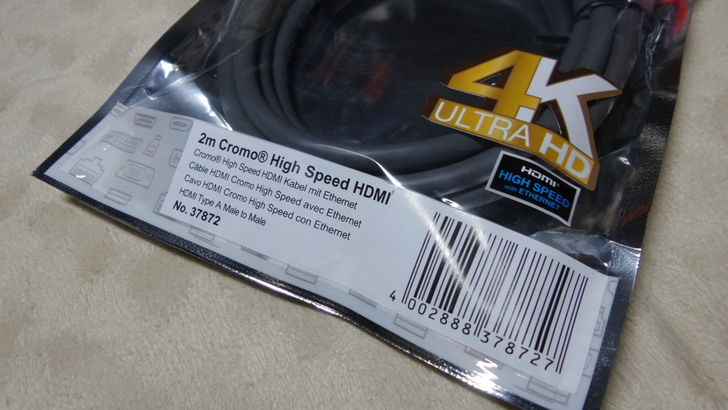 4K
ULTRA HD
HDMI
HIGH SPEED
with ETHERNET
2m Cromo® High Speed HDMI
Cromo® High Speed HDMI Kabel mit Ethernet
Câble HDMI Cromo High Speed avec Ethernet
Cavo HDMI Cromo High Speed con Ethernet
HDMI Type A Male to Male
No. 37872
4 002888 378727